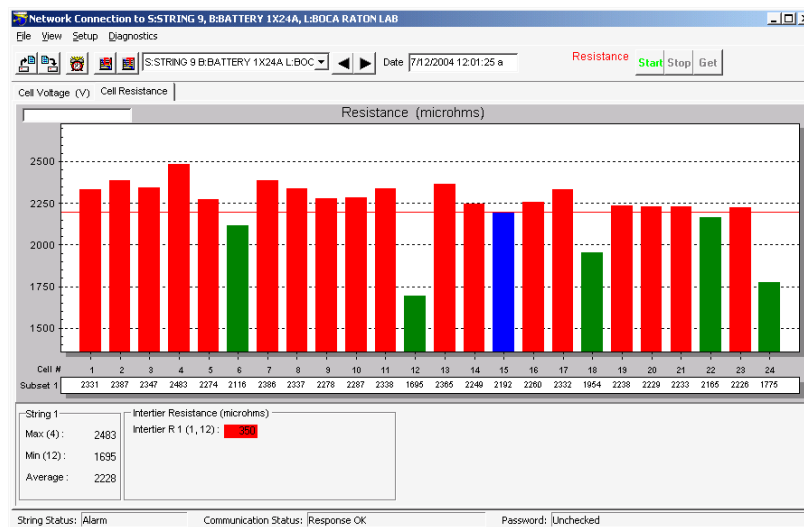 Network Connection to S:STRING 9, B:BATTERY 1X24A, L:BOCA RATON LAB
File View Setup Diagnostics
S:STRING 9 B:BATTERY 1X24A L:BOC Date 7/12/2004 12:01:25 a Resistance Start Stop Get
Cell Voltage (V) Cell Resistance
Resistance (microhms)
2500
2250
2000
1750
1500
Cell # 1 2 3 4 5 6 7 8 9 10 11 12 13 14 15 16 17 18 19 20 21 22 23 24
Subset 1 2331 2387 2347 2483 2274 2116 2386 2337 2278 2287 2338 1695 2365 2249 2192 2260 2332 1954 2238 2229 2233 2165 2226 1775
String 1 Intertier Resistance (microhms)
Max (4) : 2483 Intertier R 1 (1, 12) : 350
Min (12) : 1695
Average : 2228
String Status: Alarm Communication Status: Response OK Password: Unchecked